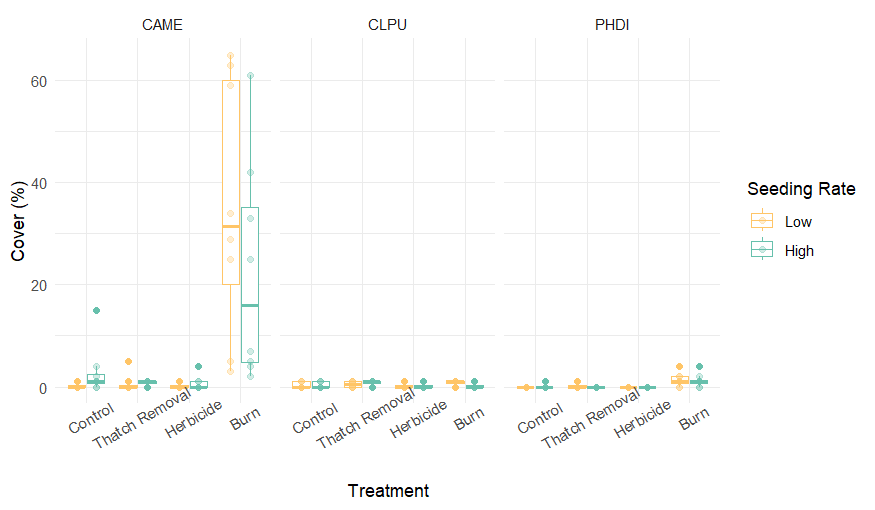 CAME CLPU PHDI
Cover (%)
60
40
20
0
Control Thatch Removal Herbicide Burn Control Thatch Removal Herbicide Burn Control Thatch Removal Herbicide Burn
Treatment
Seeding Rate
Low
High